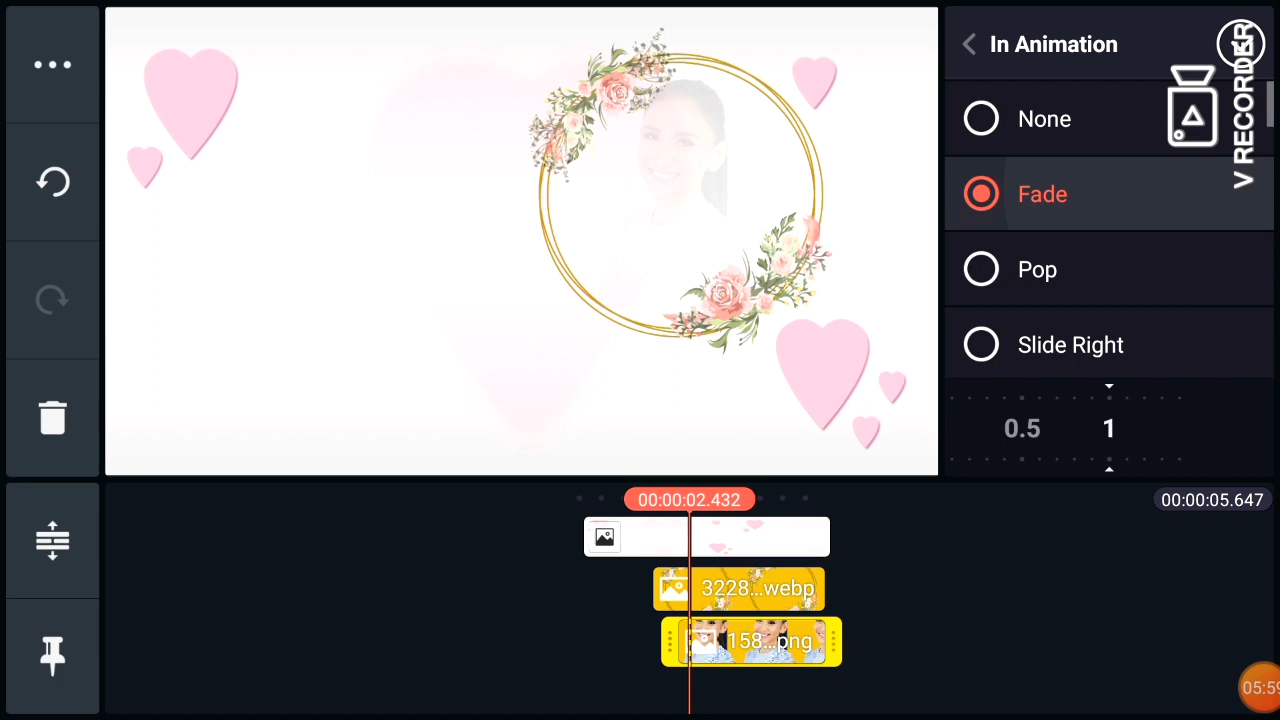 In Animation
None
Fade
Pop
Slide Right
0.5 1
V RECORDER
00:00:02.432
00:00:05.647
3228...webp
158...png
05:59